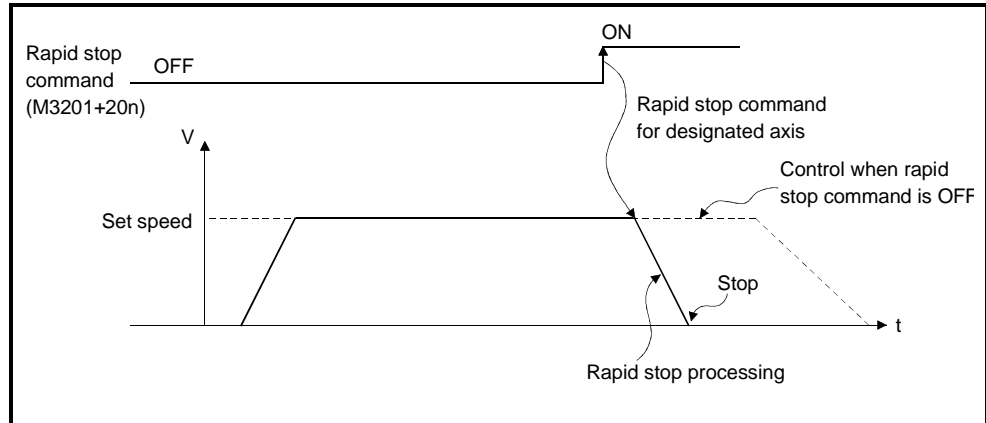 ON
Rapid stop
command
(M3201+20n)
OFF
Rapid stop command
for designated axis
V
Control when rapid
stop command is OFF
Set speed
Stop
t
Rapid stop processing